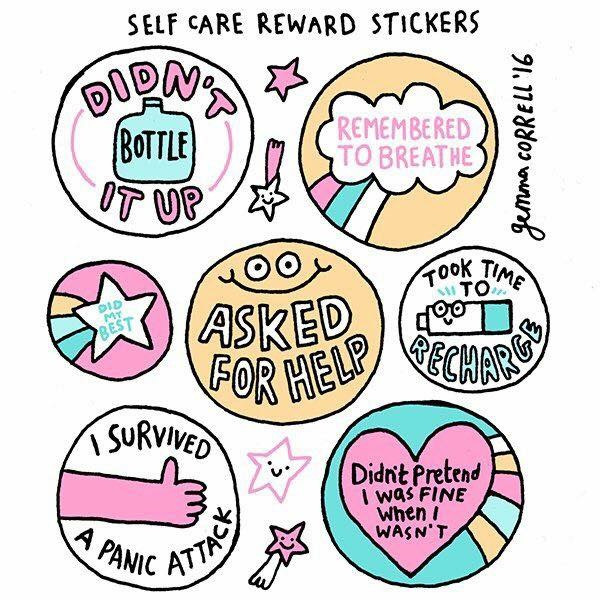 SELF CARE REWARD STICKERS
DIDN'T
BOTTLE
IT UP
REMEMBERED
TO BREATHE
gemma correll '16
DID
MY
BEST
ASKED
FOR HELP
TOOK TIME
TO
RECHARGE
I SURVIVED
A PANIC ATTACK
Didn't Pretend
I was FINE
when I
WASN'T